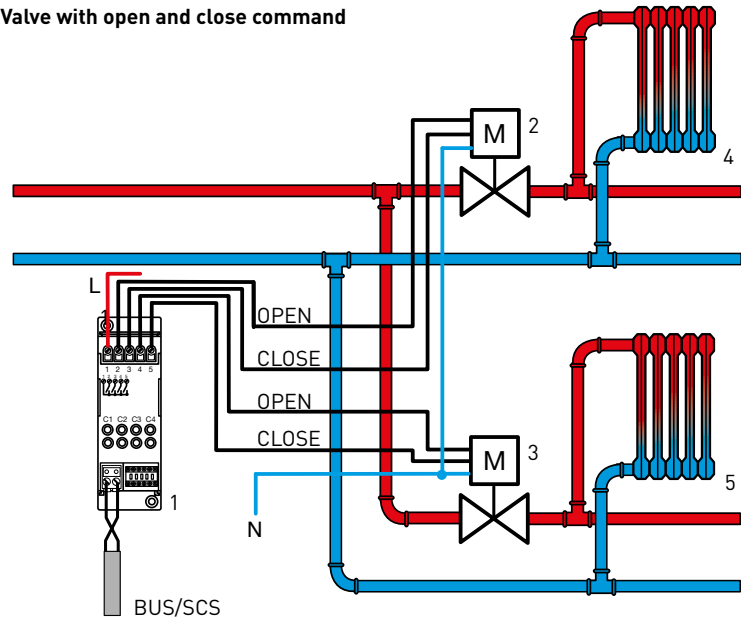 Valve with open and close command
M
2
4
L
1
OPEN
CLOSE
OPEN
CLOSE
1 2 3 4 5
C1 C2 C3 C4
M
3
5
N
1
BUS/SCS